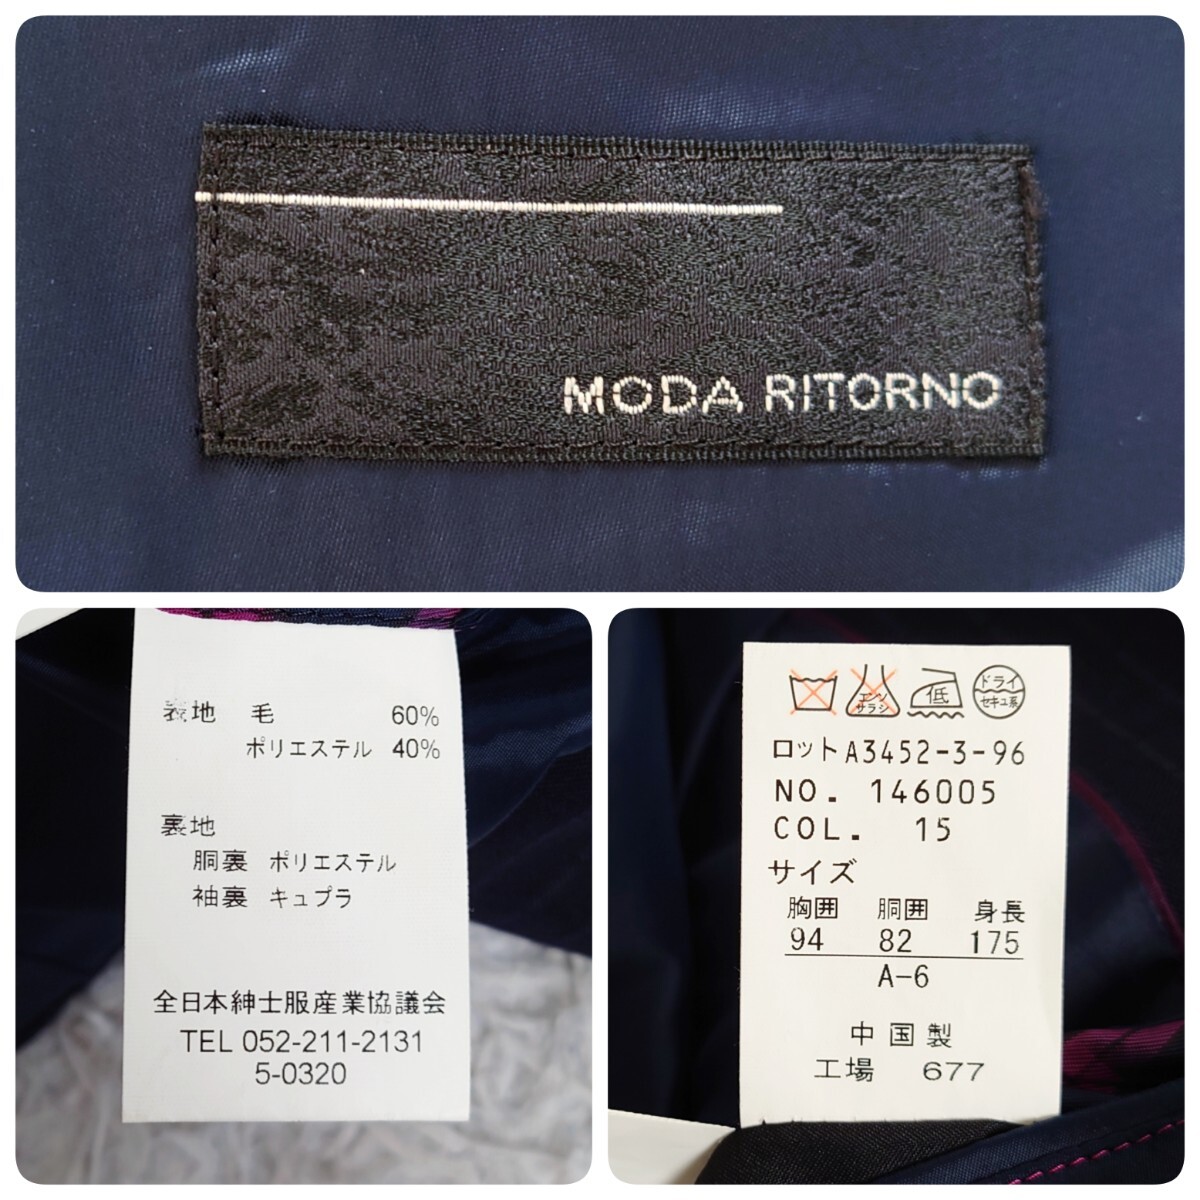 MODA RITORNO
表地 毛 60%
ポリエステル 40%
裏地
胴裏 ポリエステル
袖裏 キュプラ
全日本紳士服産業協議会
TEL 052-211-2131
5-0320
エンソ サラシ 低 ドライ セキユ系
ロットA3452-3-96
NO. 146005
COL. 15
サイズ
胸囲 胴囲 身長
94 82 175
A-6
中国製
工場 677